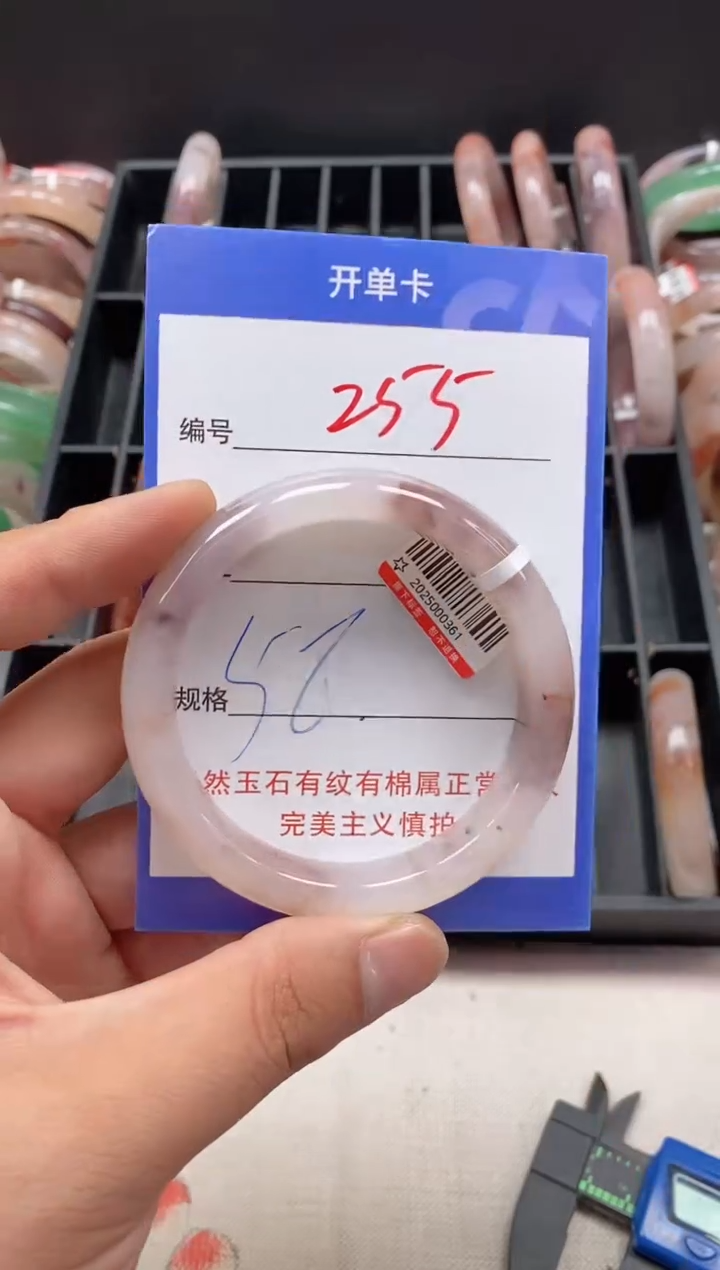 开单卡
编号 255
2025000361
规格
然玉石有纹有棉属正常
完美主义慎拍